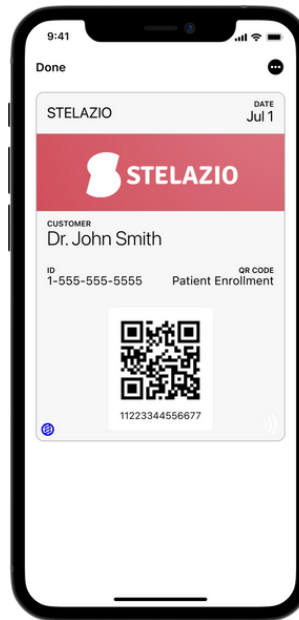 9:41
Done
STELAZIO
DATE
Jul 1
STELAZIO
CUSTOMER
Dr. John Smith
ID
QR CODE
1-555-555-5555
Patient Enrollment
11223344556677